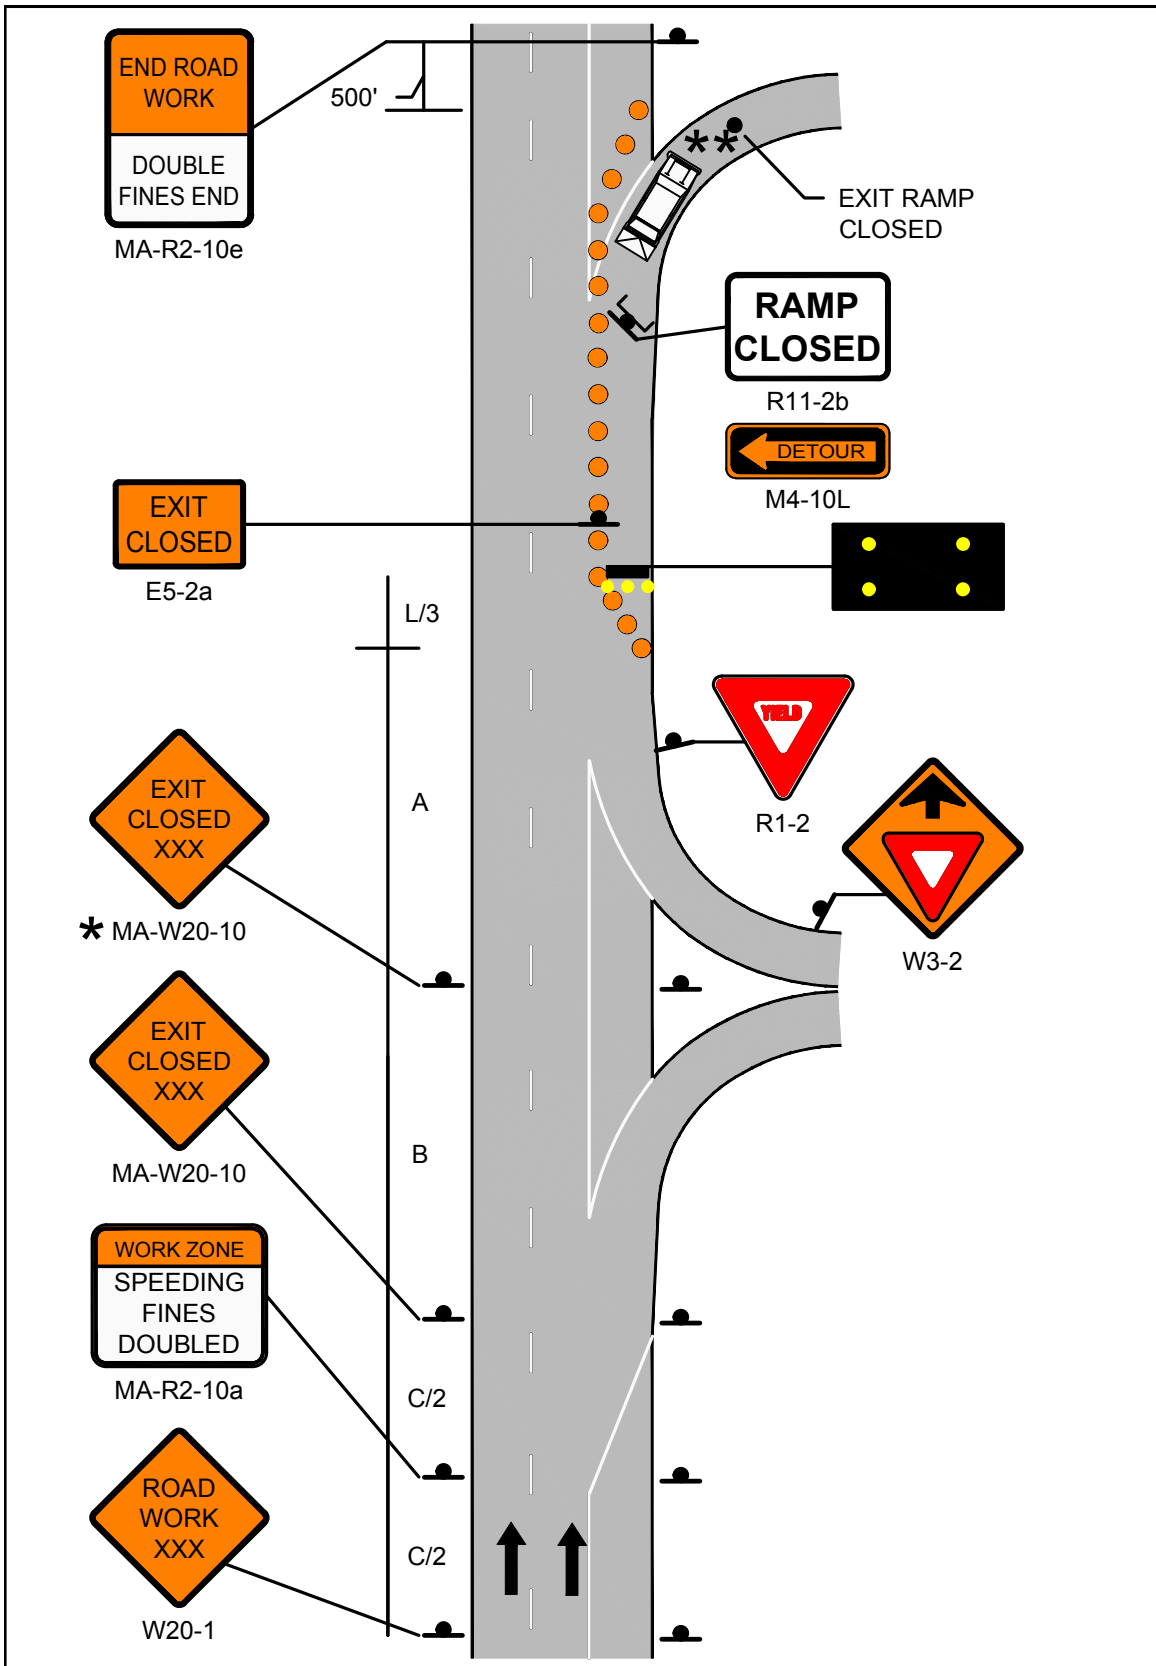 END ROAD
WORK
DOUBLE
FINES END
MA-R2-10e
500'
**
EXIT RAMP
CLOSED
RAMP
CLOSED
R11-2b
DETOUR
M4-10L
EXIT
CLOSED
E5-2a
L/3
YIELD
R1-2
A
EXIT
CLOSED
XXX
* MA-W20-10
W3-2
EXIT
CLOSED
XXX
MA-W20-10
B
WORK ZONE
SPEEDING
FINES
DOUBLED
MA-R2-10a
C/2
ROAD
WORK
XXX
W20-1
C/2